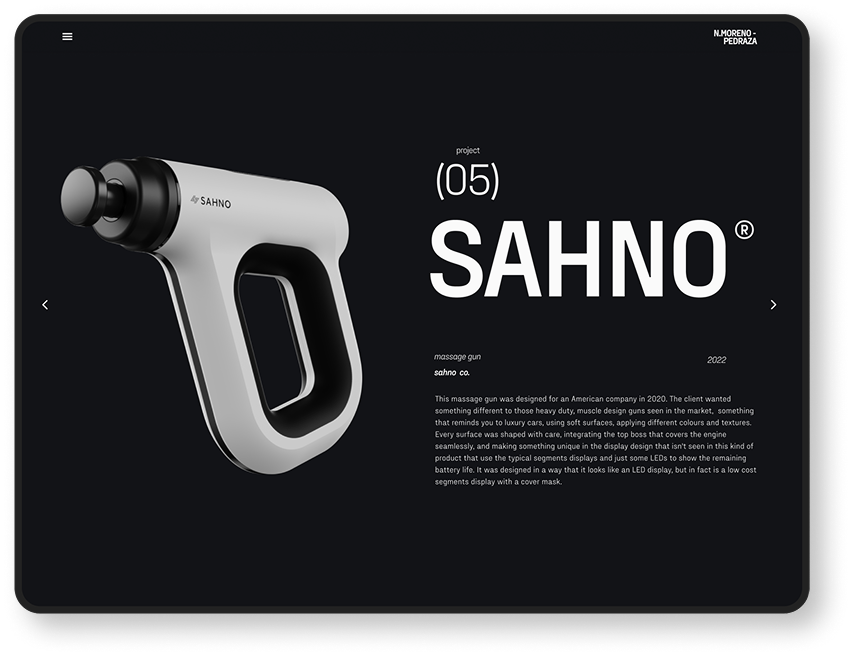 N.MORENO -
PEDRAZA
project
(05)
SAHNO®
SAHNO
massage gun
2022
sahno co.
This massage gun was designed for an American company in 2020. The client wanted
something different to those heavy duty, muscle design guns seen in the market, something
that reminds you to luxury cars, using soft surfaces, applying different colours and textures.
Every surface was shaped with care, integrating the top boss that covers the engine
seamlessly, and making something unique in the display design that isn't seen in this kind of
product that use the typical segments displays and just some LEDs to show the remaining
battery life. It was designed in a way that it looks like an LED display, but in fact is a low cost
segments display with a cover mask.